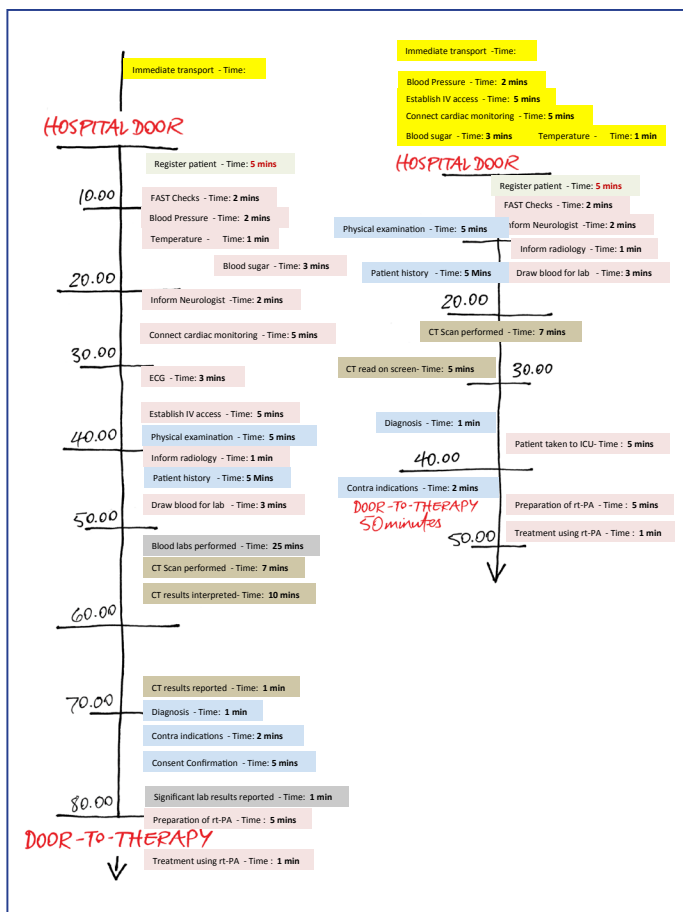 Immediate transport - Time:
HOSPITAL DOOR
Register patient - Time: 5 mins
10.00
FAST Checks - Time: 2 mins
Blood Pressure - Time: 2 mins
Temperature - Time: 1 min
Blood sugar - Time: 3 mins
20.00
Inform Neurologist -Time: 2 mins
Connect cardiac monitoring - Time: 5 mins
30.00
ECG - Time: 3 mins
Establish IV access - Time: 5 mins
40.00
Physical examination - Time: 5 mins
Inform radiology - Time: 1 min
Patient history - Time: 5 Mins
Draw blood for lab - Time: 3 mins
50.00
Blood labs performed - Time: 25 mins
CT Scan performed - Time: 7 mins
CT results interpreted- Time: 10 mins
60.00
CT results reported - Time: 1 min
70.00
Diagnosis - Time: 1 min
Contra indications - Time: 2 mins
Consent Confirmation - Time: 5 mins
Significant lab results reported - Time: 1 min
80.00
Preparation of rt-PA - Time : 5 mins
DOOR-TO-THERAPY
Treatment using rt-PA - Time : 1 min
Immediate transport -Time:
Blood Pressure - Time: 2 mins
Establish IV access - Time: 5 mins
Connect cardiac monitoring - Time: 5 mins
Blood sugar - Time: 3 mins Temperature - Time: 1 min
HOSPITAL DOOR
Register patient - Time: 5 mins
FAST Checks - Time: 2 mins
Physical examination - Time: 5 mins
Inform Neurologist - Time: 2 mins
Inform radiology - Time: 1 min
Patient history - Time: 5 Mins
Draw blood for lab - Time: 3 mins
20.00
CT Scan performed - Time: 7 mins
CT read on screen- Time: 5 mins
30.00
Diagnosis - Time: 1 min
Patient taken to ICU- Time : 5 mins
40.00
Contra indications - Time: 2 mins
DOOR-TO-THERAPY
50 minutes
Preparation of rt-PA - Time : 5 mins
Treatment using rt-PA - Time : 1 min
50.00